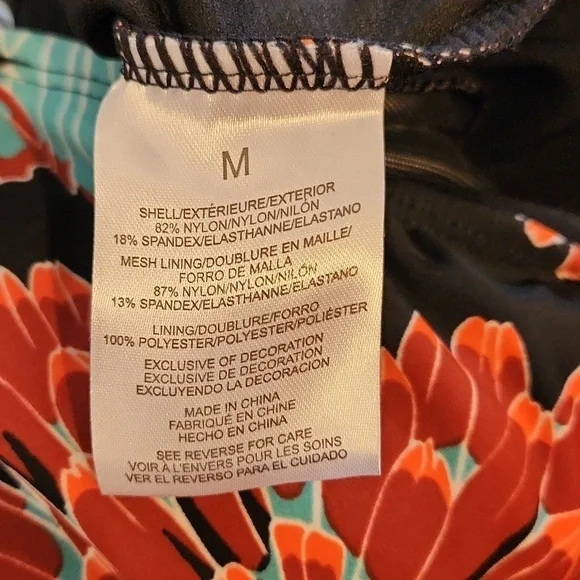 M
SHELL/EXTÉRIEURE/EXTERIOR
82% NYLON/NYLON/NILÓN
18% SPANDEX/ELASTHANNE/ELASTANO
MESH LINING/DOUBLURE EN MAILLE/
FORRO DE MALLA
87% NYLON/NYLON/NILÓN
13% SPANDEX/ELASTHANNE/ELASTANO
LINING/DOUBLURE/FORRO
100% POLYESTER/POLYESTER/POLIÉSTER
EXCLUSIVE OF DECORATION
EXCLUSIVE DE DECORATION
EXCLUYENDO LA DECORACION
MADE IN CHINA
FABRIQUÉ EN CHINE
HECHO EN CHINA
SEE REVERSE FOR CARE
VOIR À L'ENVERS POUR LES SOINS
VER EL REVERSO PARA EL CUIDADO